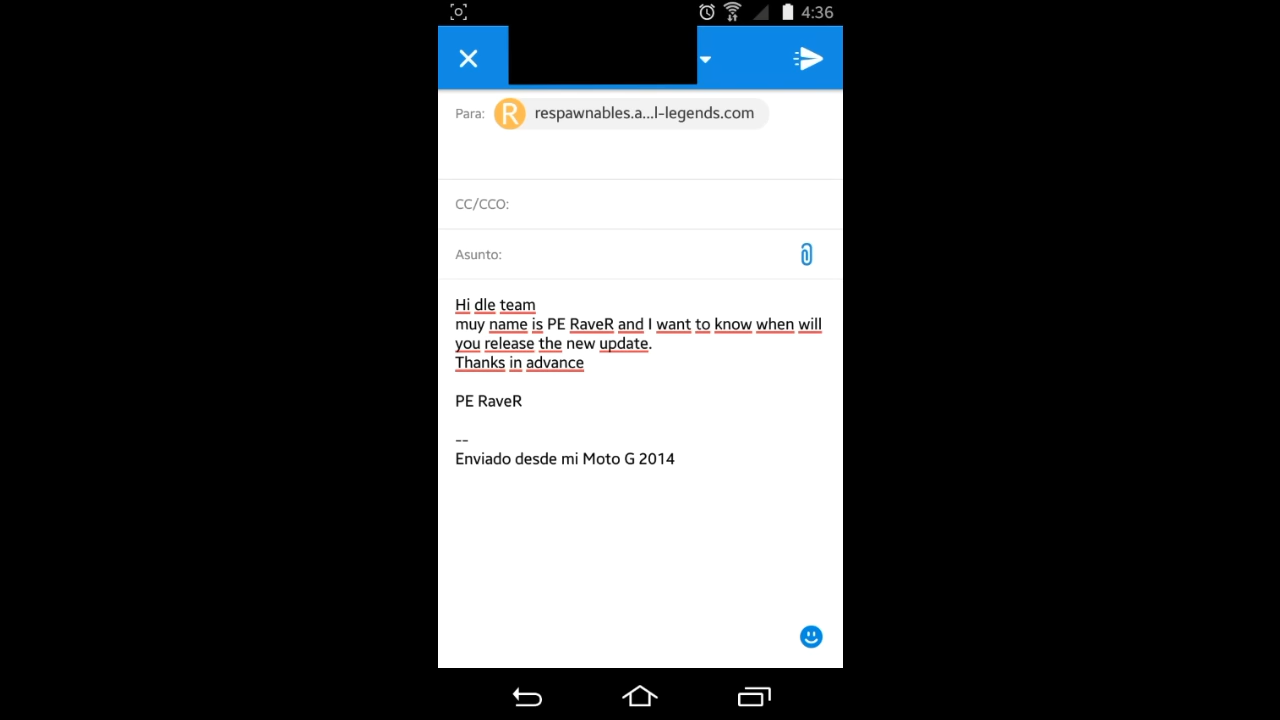 4:36
Para: R respawnables.a...l-legends.com
CC/CCO:
Asunto:
Hi dle team
muy name is PE RaveR and I want to know when will
you release the new update.
Thanks in advance
PE RaveR
--
Enviado desde mi Moto G 2014